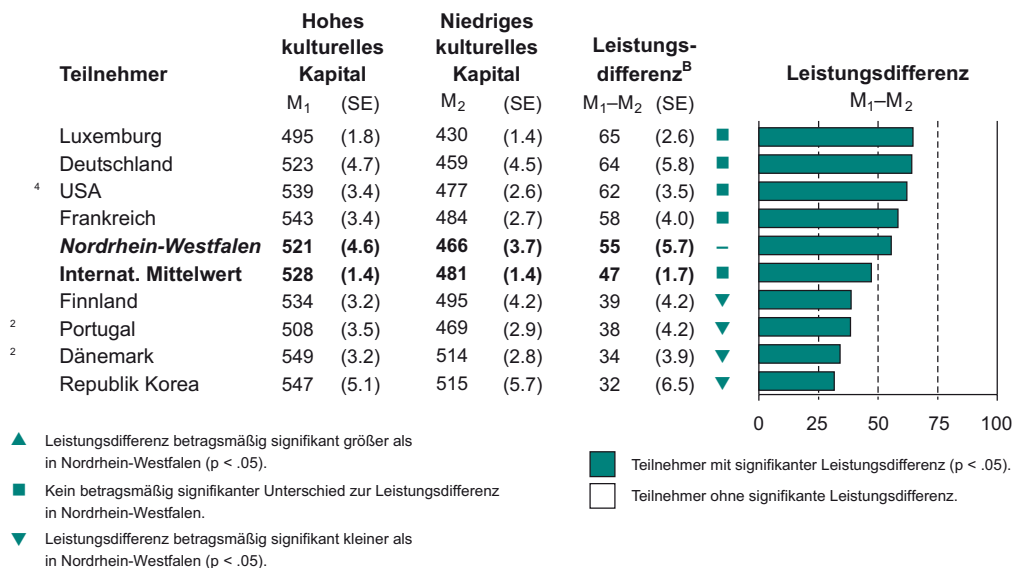 Hohes kulturelles Kapital Niedriges kulturelles Kapital Leistungs-differenzB Leistungsdifferenz
Teilnehmer
M1 (SE) M2 (SE) M1–M2 (SE) M1–M2
Luxemburg 495 (1.8) 430 (1.4) 65 (2.6) ■
Deutschland 523 (4.7) 459 (4.5) 64 (5.8) ■
4 USA 539 (3.4) 477 (2.6) 62 (3.5) ■
Frankreich 543 (3.4) 484 (2.7) 58 (4.0) ■
Nordrhein-Westfalen 521 (4.6) 466 (3.7) 55 (5.7) –
Internat. Mittelwert 528 (1.4) 481 (1.4) 47 (1.7) ■
Finnland 534 (3.2) 495 (4.2) 39 (4.2) ▼
2 Portugal 508 (3.5) 469 (2.9) 38 (4.2) ▼
2 Dänemark 549 (3.2) 514 (2.8) 34 (3.9) ▼
Republik Korea 547 (5.1) 515 (5.7) 32 (6.5) ▼
0 25 50 75 100
▲ Leistungsdifferenz betragsmäßig signifikant größer als
in Nordrhein-Westfalen (p < .05).
■ Kein betragsmäßig signifikanter Unterschied zur Leistungsdifferenz
in Nordrhein-Westfalen.
▼ Leistungsdifferenz betragsmäßig signifikant kleiner als
in Nordrhein-Westfalen (p < .05).
Teilnehmer mit signifikanter Leistungsdifferenz (p < .05).
Teilnehmer ohne signifikante Leistungsdifferenz.